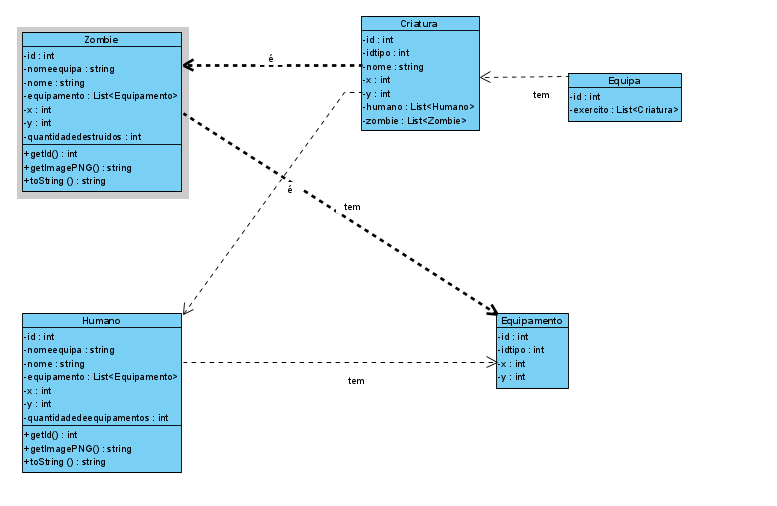 Zombie
-id : int
-nomeequipa : string
-nome : string
-equipamento : List<Equipamento>
-x : int
-y : int
-quantidadedestruidos : int
+getId() : int
+getImagePNG() : string
+toString () : string
é
Criatura
-id : int
-idtipo : int
-nome : string
-x : int
-y : int
-humano : List<Humano>
-zombie : List<Zombie>
tem
Equipa
-id : int
-exercito : List<Criatura>
é
tem
Humano
-id : int
-nomeequipa : string
-nome : string
-equipamento : List<Equipamento>
-x : int
-y : int
-quantidadedeequipamentos : int
+getId() : int
+getImagePNG() : string
+toString () : string
tem
Equipamento
-id : int
-idtipo : int
-x : int
-y : int